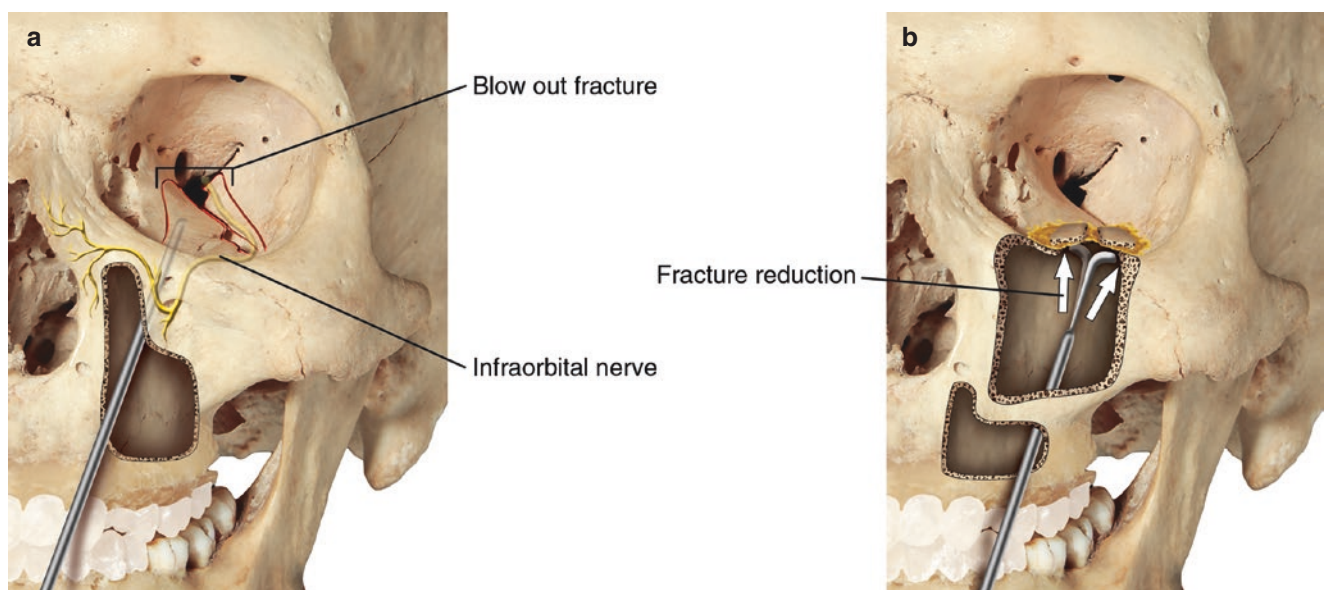 a
Blow out fracture
Infraorbital nerve
b
Fracture reduction